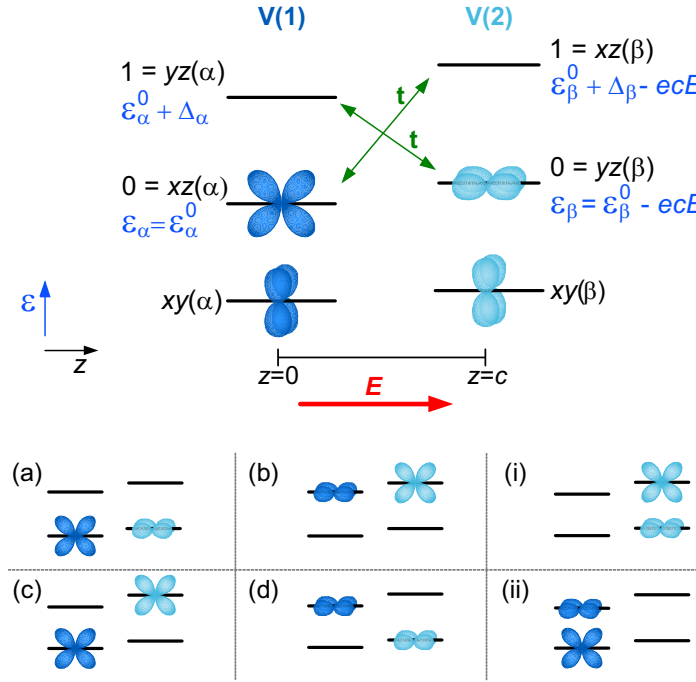 V(1) V(2)
1 = yz(α) 1 = xz(β)
ε⁰α + Δα t ε⁰β + Δβ - ecE
t
0 = xz(α) 0 = yz(β)
εα = ε⁰α εβ = ε⁰β - ecE
xy(α) xy(β)
ε
z z=0 z=c
E
(a) (b) (i)
(c) (d) (ii)